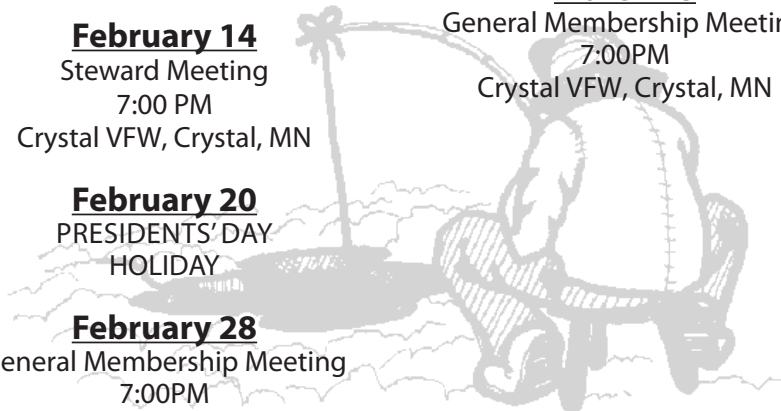 February 14
Steward Meeting
7:00 PM
Crystal VFW, Crystal, MN
February 20
PRESIDENTS' DAY
HOLIDAY
February 28
eneral Membership Meeting
7:00PM
General Membership Meetin
7:00PM
Crystal VFW, Crystal, MN